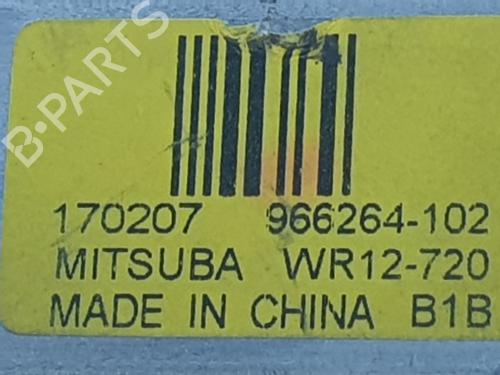 B-PARTS
170207 966264-102
MITSUBA WR12-720
MADE IN CHINA B1B